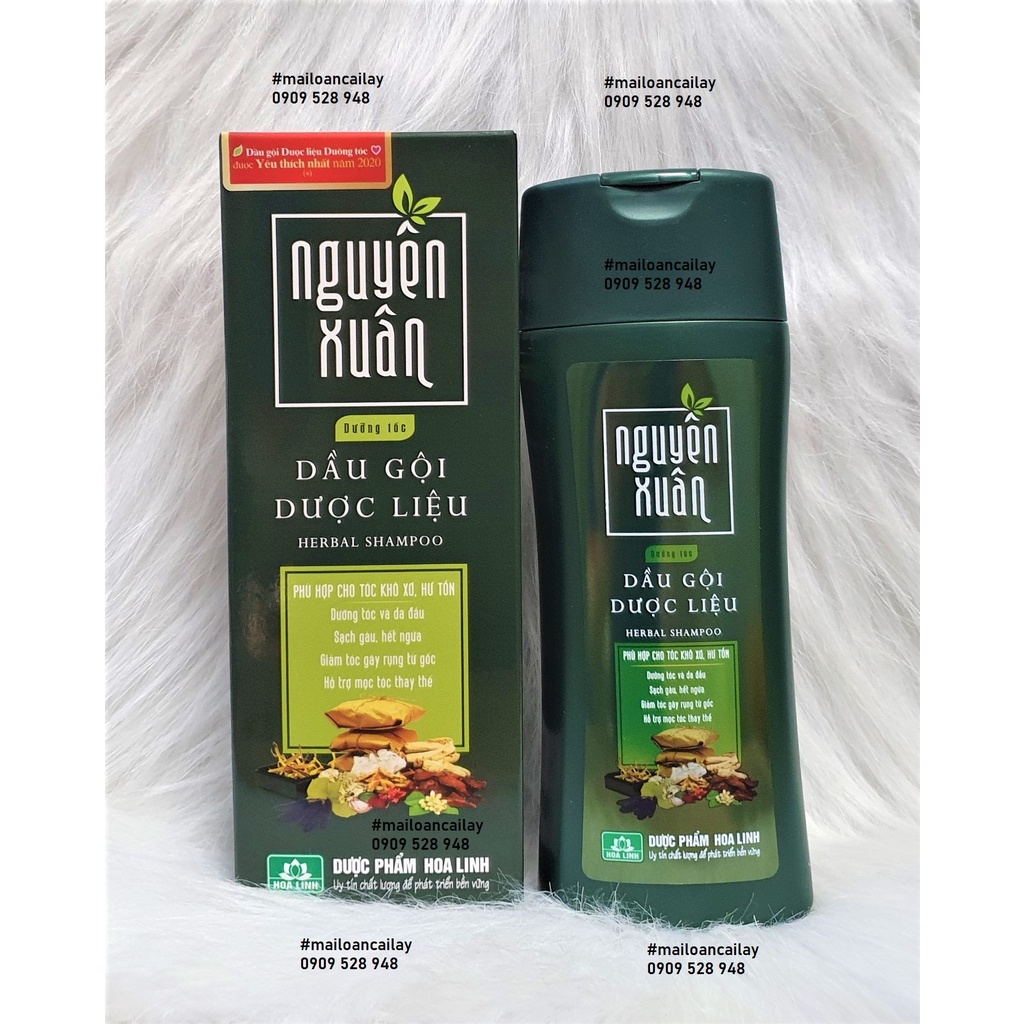 #mailoancailay
0909 528 948
#mailoancailay
0909 528 948
Dầu gội Dược liệu Dưỡng tóc
được Yêu thích nhất năm 2020
(*)
nguyên
xuân
Dưỡng tóc
DẦU GỘI
DƯỢC LIỆU
HERBAL SHAMPOO
PHÙ HỢP CHO TÓC KHÔ XƠ, HƯ TỔN
Dưỡng tóc và da đầu
Sạch gàu, hết ngứa
Giảm tóc gãy rụng từ gốc
Hỗ trợ mọc tóc thay thế
#mailoancailay
0909 528 948
HOA LINH
DƯỢC PHẨM HOA LINH
Uy tín chất lượng để phát triển bền vững
#mailoancailay
0909 528 948
nguyên
xuân
Dưỡng tóc
DẦU GỘI
DƯỢC LIỆU
HERBAL SHAMPOO
PHÙ HỢP CHO TÓC KHÔ XƠ, HƯ TỔN
Dưỡng tóc và da đầu
Sạch gàu, hết ngứa
Giảm tóc gãy rụng từ gốc
Hỗ trợ mọc tóc thay thế
HOA LINH
DƯỢC PHẨM HOA LINH
Uy tín chất lượng để phát triển bền vững
#mailoancailay
0909 528 948
#mailoancailay
0909 528 948